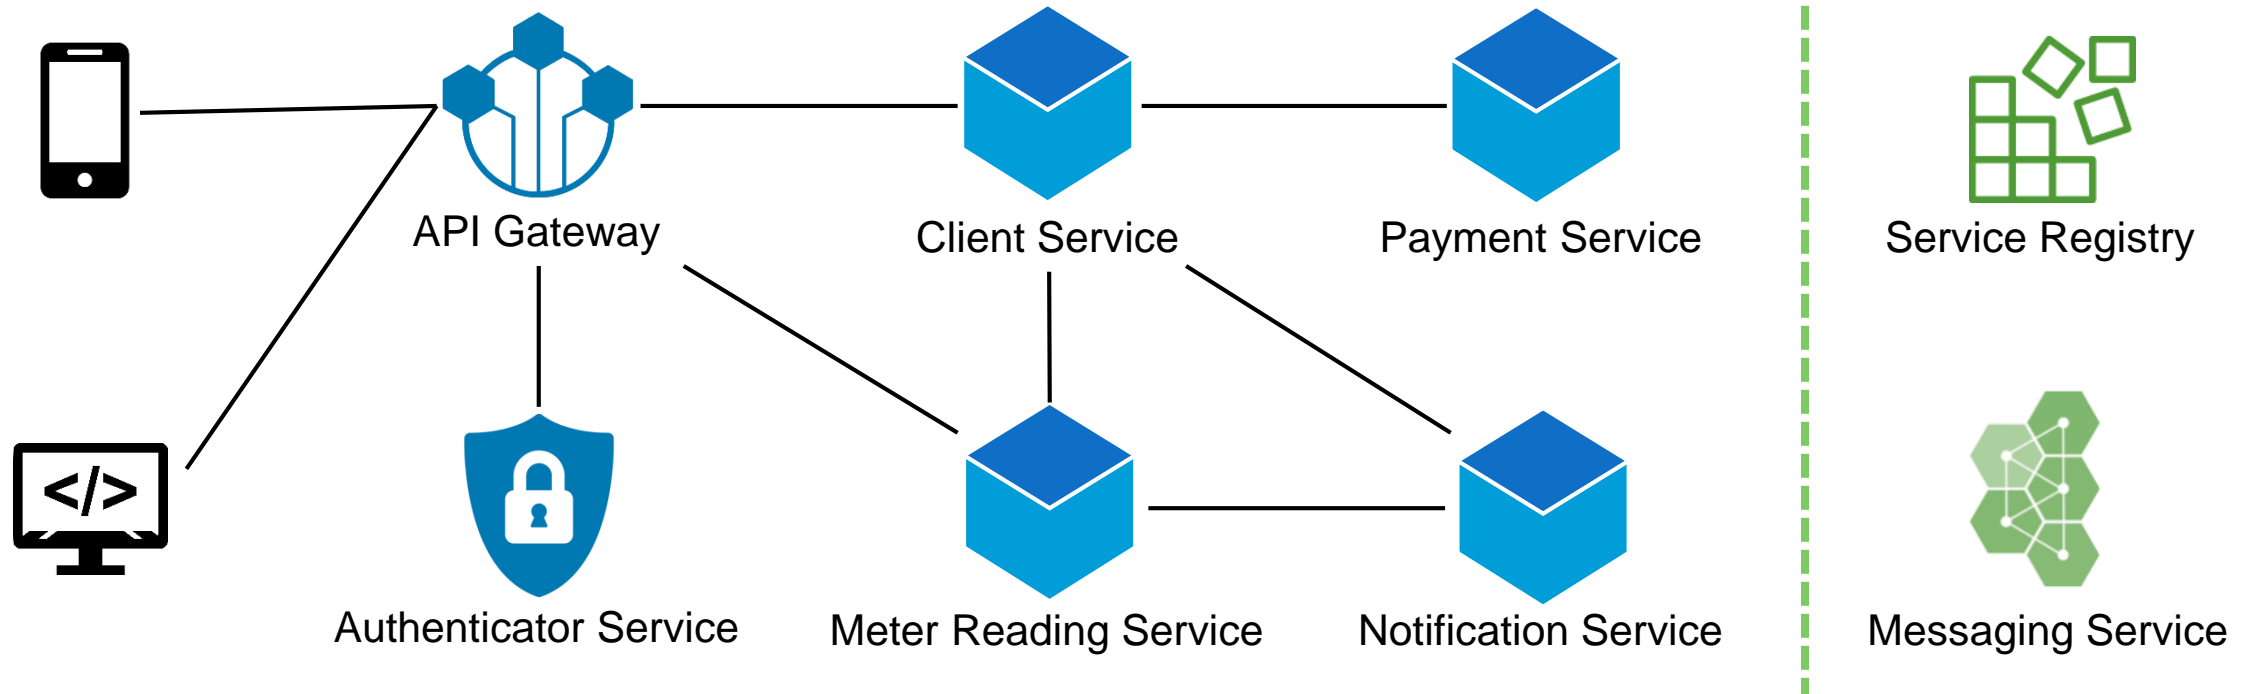 API Gateway
Client Service
Payment Service
Service Registry
</>
Authenticator Service
Meter Reading Service
Notification Service
Messaging Service